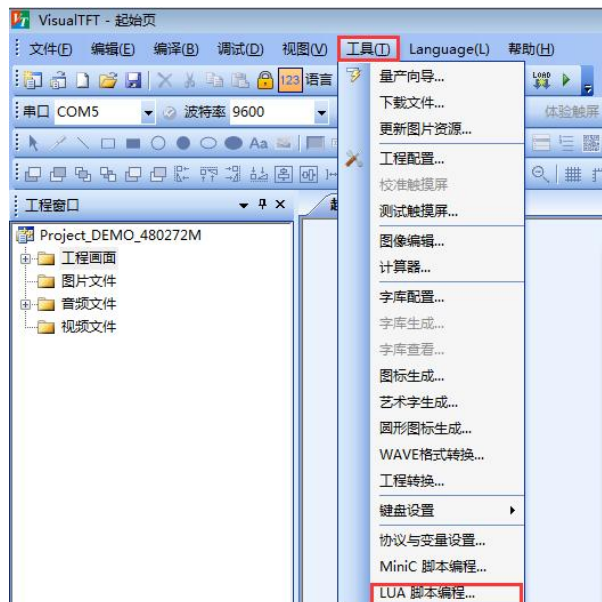 VisualTFT - 起始页
文件(F) 编辑(E) 编译(B) 调试(D) 视图(V) 工具(T) Language(L) 帮助(H)
123 语言 LOAD
串口 COM5 波特率 9600 体验触屏
Aa
工程窗口
Project_DEMO_480272M
工程画面
图片文件
音频文件
视频文件
量产向导...
下载文件...
更新图片资源...
工程配置...
校准触摸屏
测试触摸屏...
图像编辑...
计算器...
字库配置...
字库生成...
字库查看...
图标生成...
艺术字生成...
圆形图标生成...
WAVE格式转换...
工程转换...
键盘设置
协议与变量设置...
MiniC 脚本编程...
LUA 脚本编程...